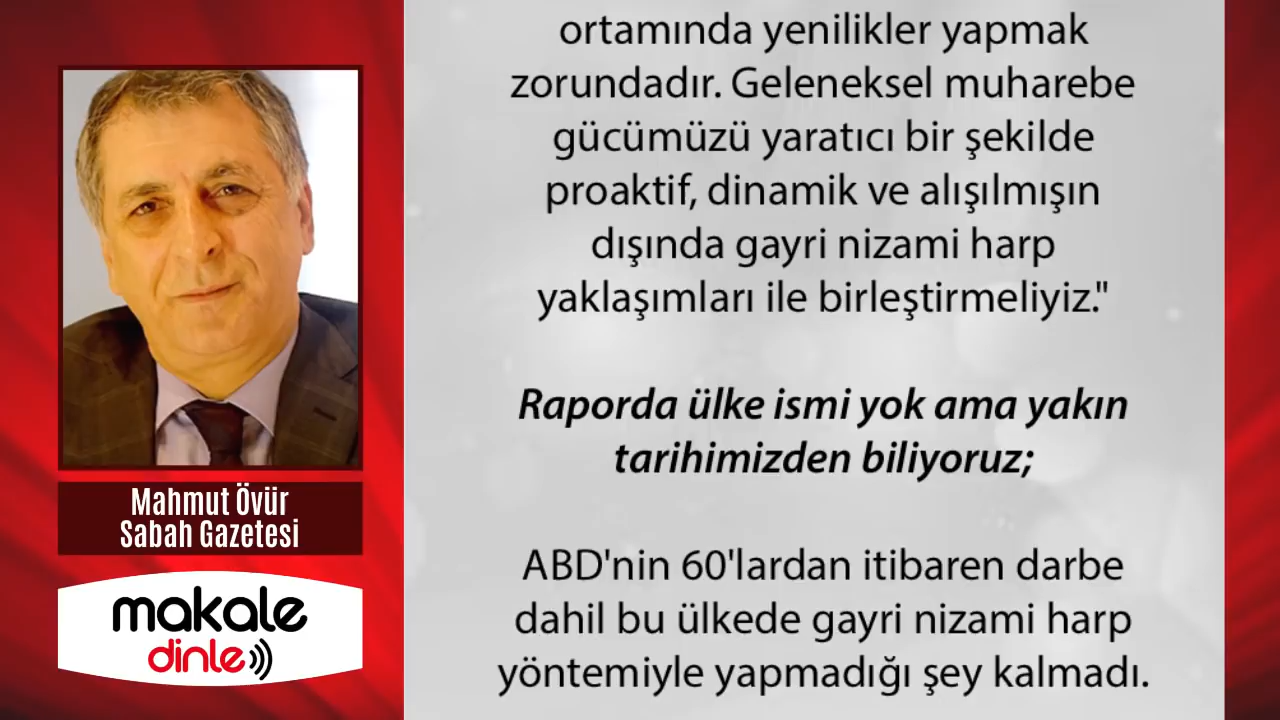 ortamında yenilikler yapmak
zorundadır. Geleneksel muharebe
gücümüzü yaratıcı bir şekilde
proaktif, dinamik ve alışılmışın
dışında gayri nizami harp
yaklaşımları ile birleştirmeliyiz."
Raporda ülke ismi yok ama yakın
tarihimizden biliyoruz;
ABD'nin 60'lardan itibaren darbe
dahil bu ülkede gayri nizami harp
yöntemiyle yapmadığı şey kalmadı.
Mahmut Övür
Sabah Gazetesi
makale
dinle